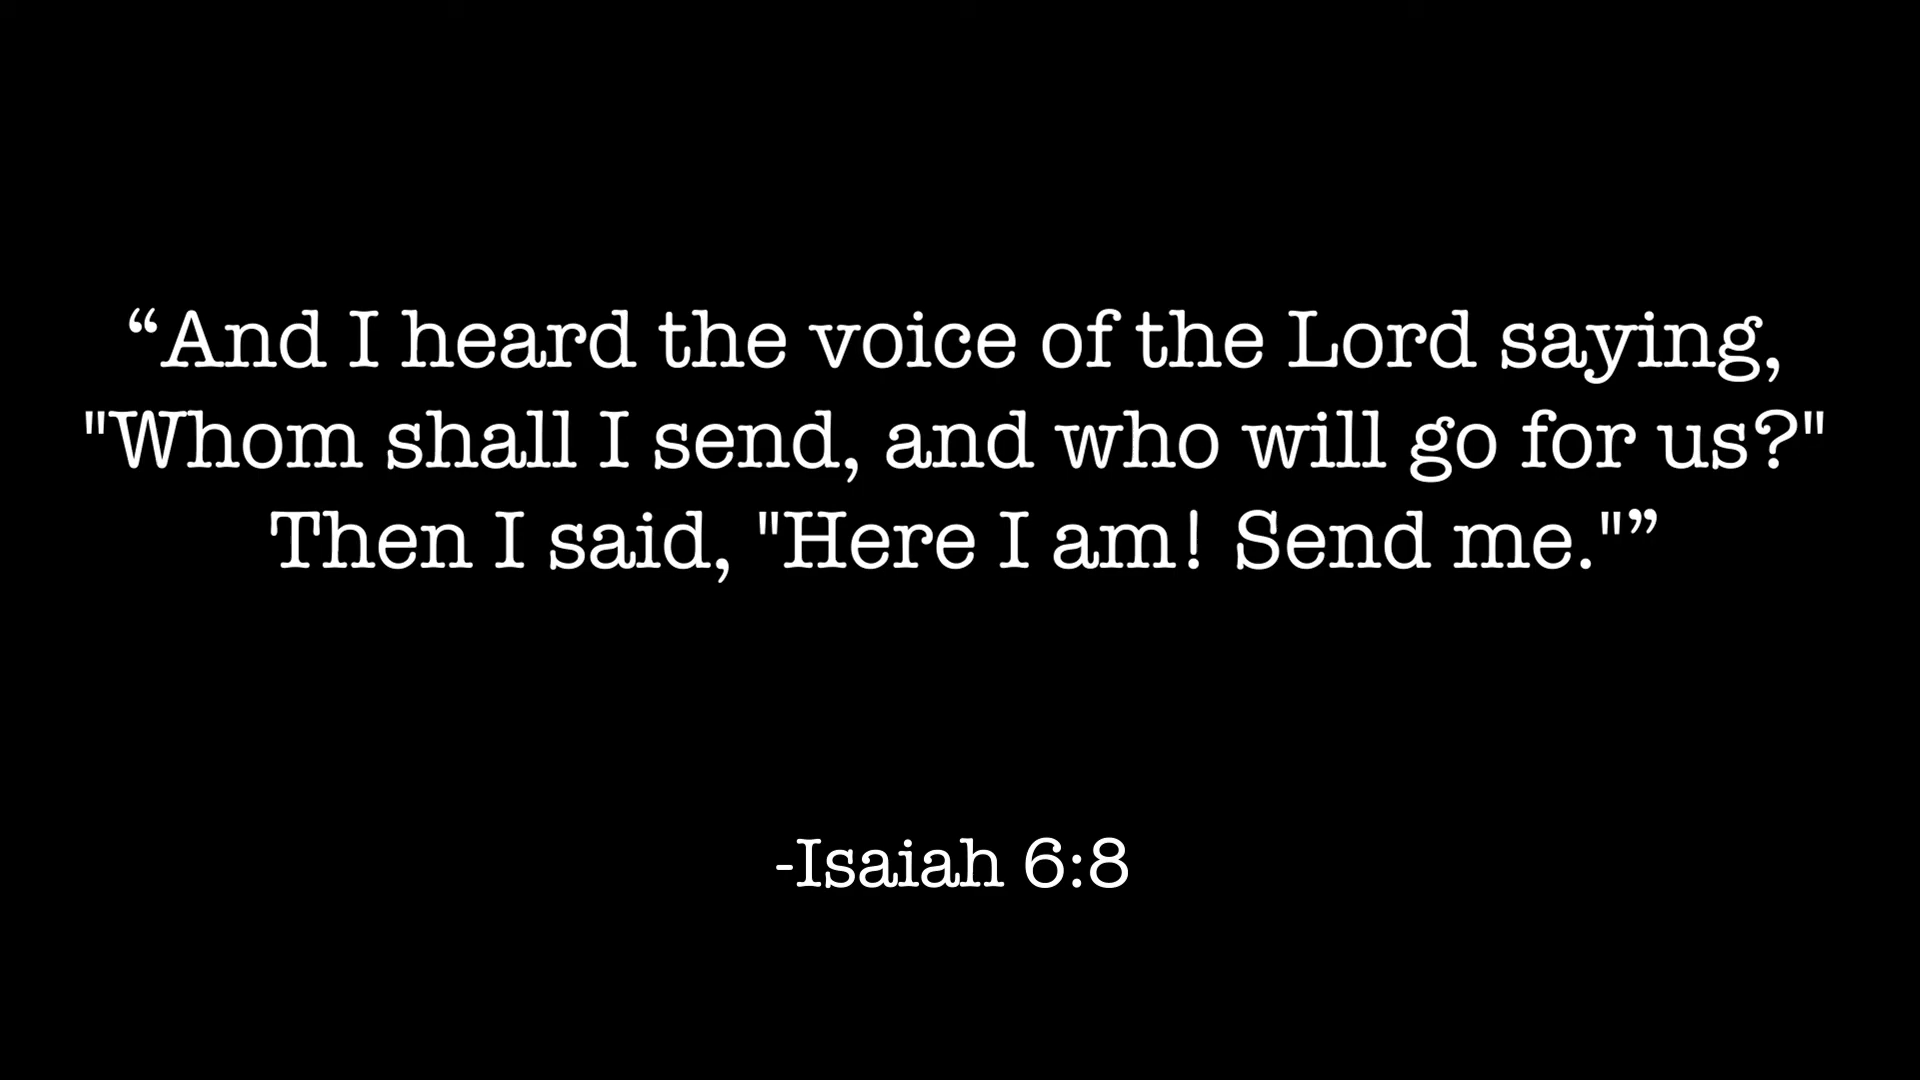 “And I heard the voice of the Lord saying,
"Whom shall I send, and who will go for us?"
Then I said, "Here I am! Send me."”
-Isaiah 6:8